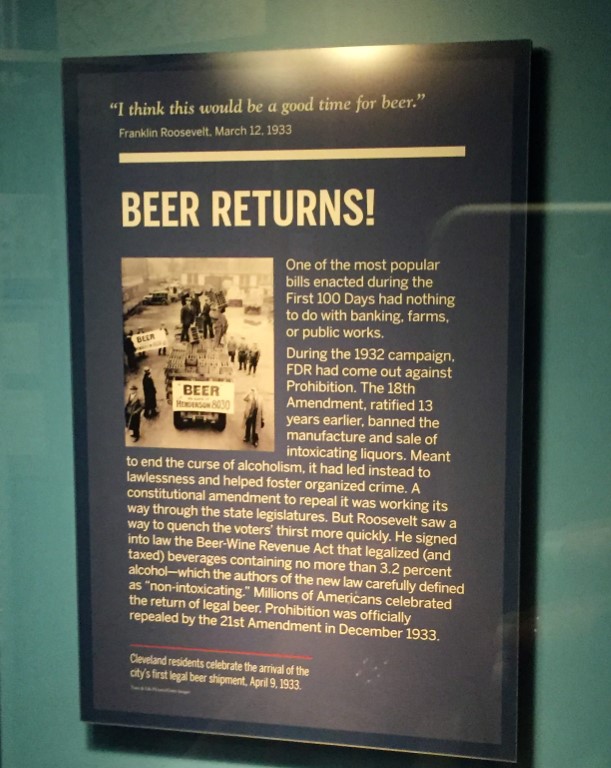 “I think this would be a good time for beer.”
Franklin Roosevelt, March 12, 1933
BEER RETURNS!
One of the most popular
bills enacted during the
First 100 Days had nothing
to do with banking, farms,
or public works.
During the 1932 campaign,
FDR had come out against
Prohibition. The 18th
Amendment, ratified 13
years earlier, banned the
manufacture and sale of
intoxicating liquors. Meant
to end the curse of alcoholism, it had led instead to
lawlessness and helped foster organized crime. A
constitutional amendment to repeal it was working its
way through the state legislatures. But Roosevelt saw a
way to quench the voters’ thirst more quickly. He signed
into law the Beer-Wine Revenue Act that legalized (and
taxed) beverages containing no more than 3.2 percent
alcohol—which the authors of the new law carefully defined
as “non-intoxicating.” Millions of Americans celebrated
the return of legal beer. Prohibition was officially
repealed by the 21st Amendment in December 1933.
BEER
BEER
HENDERSON 8030
Cleveland residents celebrate the arrival of the
city’s first legal beer shipment, April 9, 1933.